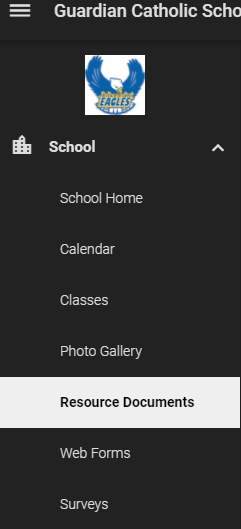 Guardian Catholic Scho
EAGLES
School
School Home
Calendar
Classes
Photo Gallery
Resource Documents
Web Forms
Surveys